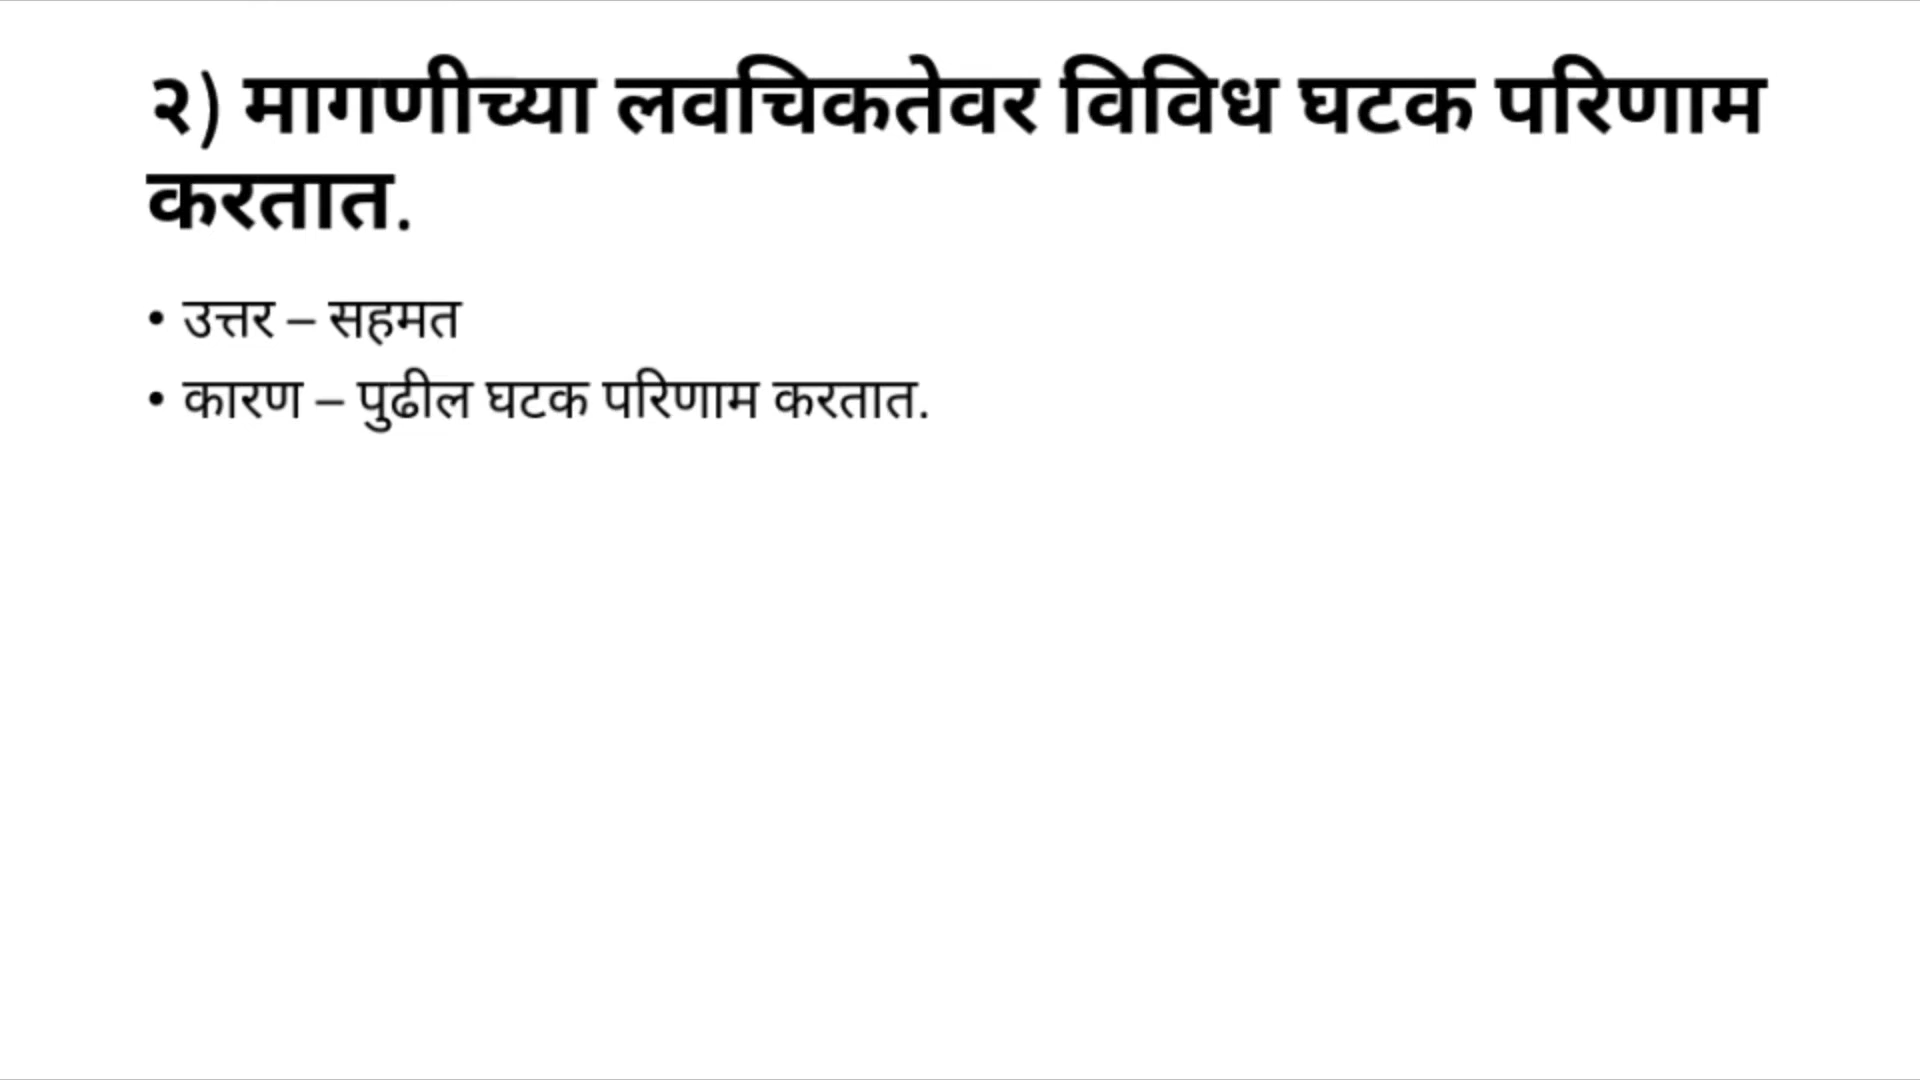 २) मागणीच्या लवचिकतेवर विविध घटक परिणाम
करतात.
• उत्तर – सहमत
• कारण – पुढील घटक परिणाम करतात.